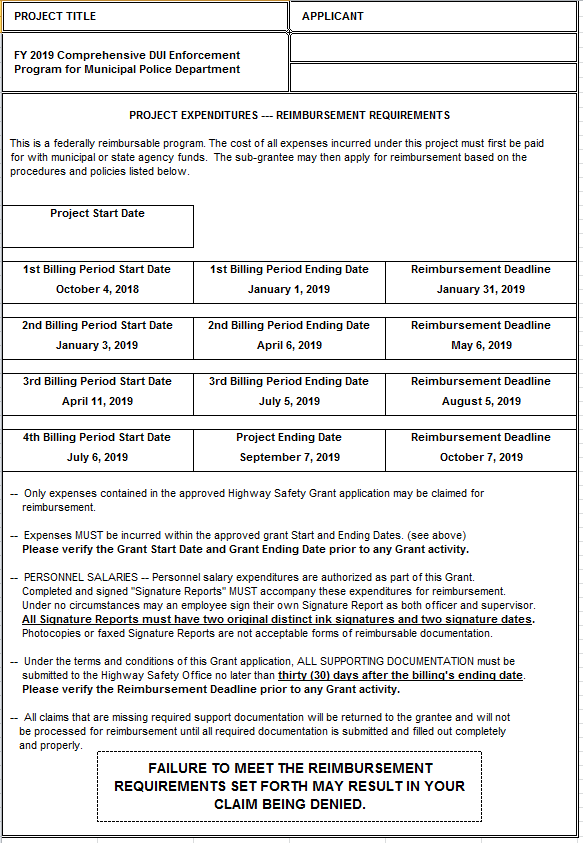 PROJECT TITLE
APPLICANT
FY 2019 Comprehensive DUI Enforcement
Program for Municipal Police Department
PROJECT EXPENDITURES --- REIMBURSEMENT REQUIREMENTS
This is a federally reimbursable program. The cost of all expenses incurred under this project must first be paid
for with municipal or state agency funds.  The sub-grantee may then apply for reimbursement based on the
procedures and policies listed below.
Project Start Date
1st Billing Period Start Date
1st Billing Period Ending Date
Reimbursement Deadline
October 4, 2018
January 1, 2019
January 31, 2019
2nd Billing Period Start Date
2nd Billing Period Ending Date
Reimbursement Deadline
January 3, 2019
April 6, 2019
May 6, 2019
3rd Billing Period Start Date
3rd Billing Period Ending Date
Reimbursement Deadline
April 11, 2019
July 5, 2019
August 5, 2019
4th Billing Period Start Date
Project Ending Date
Reimbursement Deadline
July 6, 2019
September 7, 2019
October 7, 2019
-- Only expenses contained in the approved Highway Safety Grant application may be claimed for
reimbursement.
-- Expenses MUST be incurred within the approved grant Start and Ending Dates. (see above)
Please verify the Grant Start Date and Grant Ending Date prior to any Grant activity.
-- PERSONNEL SALARIES -- Personnel salary expenditures are authorized as part of this Grant.
Completed and signed "Signature Reports" MUST accompany these expenditures for reimbursement.
Under no circumstances may an employee sign their own Signature Report as both officer and supervisor.
All Signature Reports must have two original distinct ink signatures and two signature dates.
Photocopies or faxed Signature Reports are not acceptable forms of reimbursable documentation.
-- Under the terms and conditions of this Grant application, ALL SUPPORTING DOCUMENTATION must be
submitted to the Highway Safety Office no later than thirty (30) days after the billing's ending date.
Please verify the Reimbursement Deadline prior to any Grant activity.
-- All claims that are missing required support documentation will be returned to the grantee and will not
be processed for reimbursement until all required documentation is submitted and filled out completely
and properly.
FAILURE TO MEET THE REIMBURSEMENT
REQUIREMENTS SET FORTH MAY RESULT IN YOUR
CLAIM BEING DENIED.